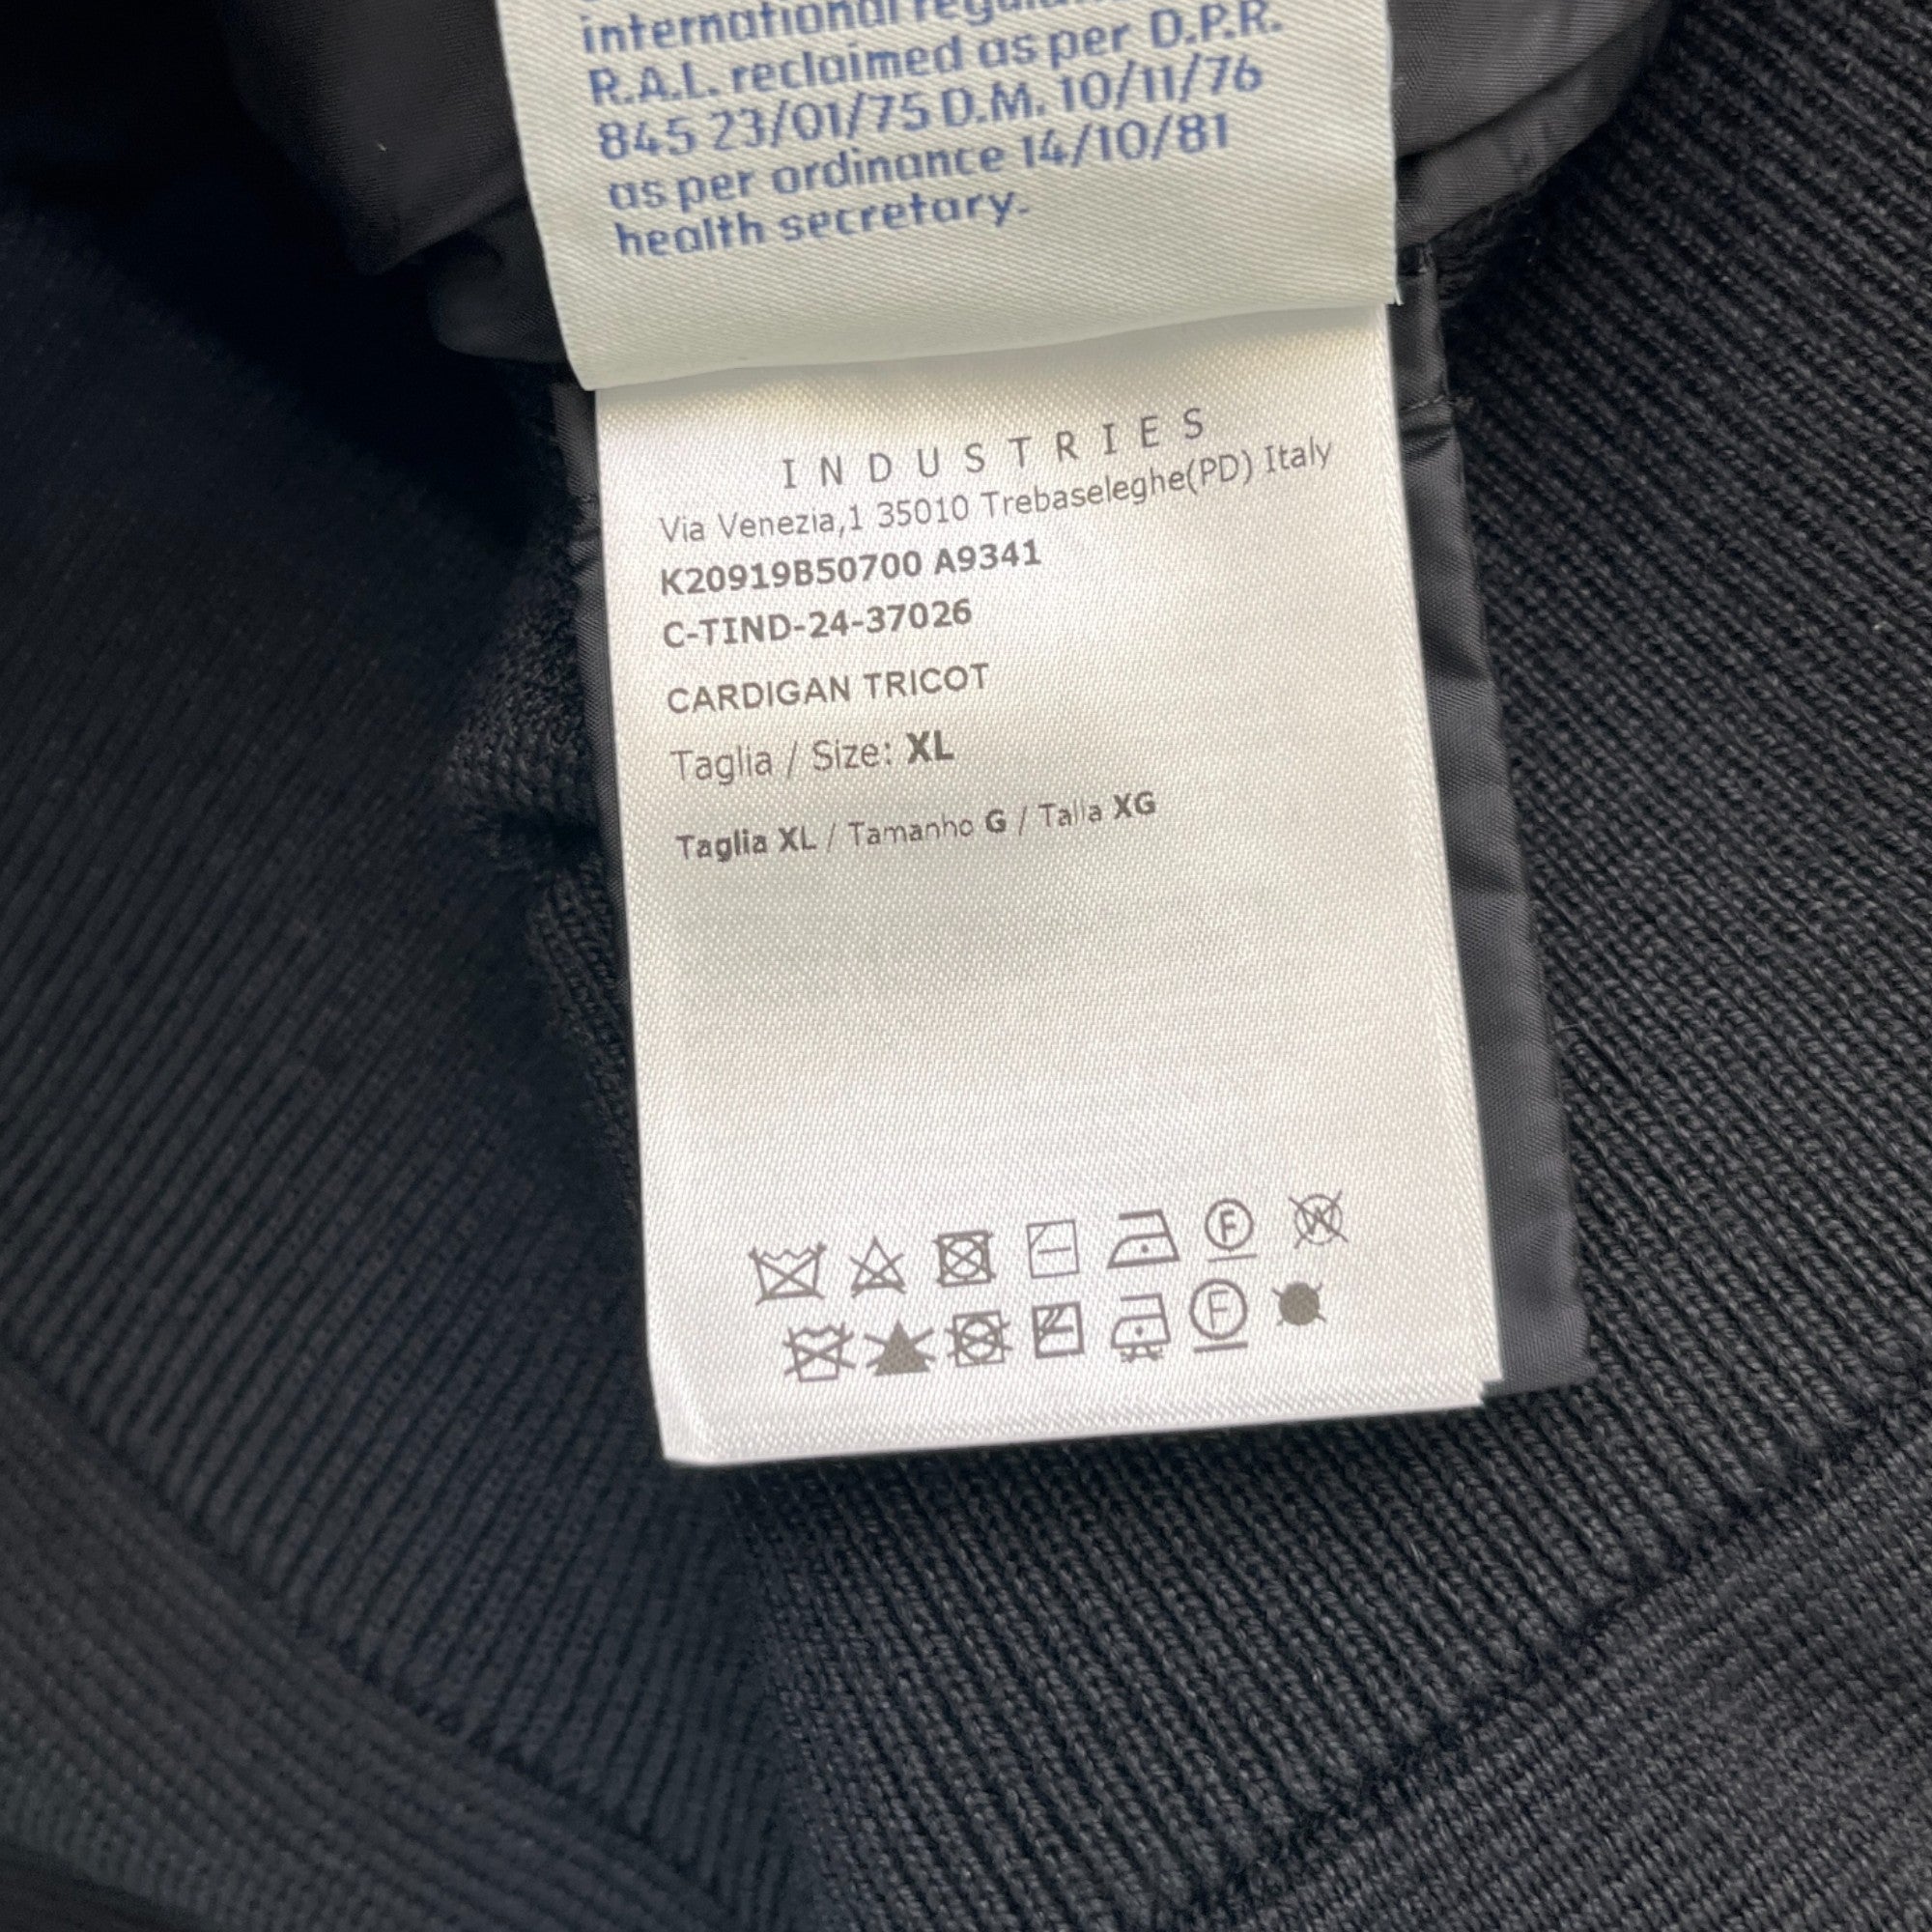 international
R.A.L. reclaimed as per D.P.R.
845 23/01/75 D.M. 10/11/76
as per ordinance 14/10/81
health secretary.
INDUSTRIES
Via Venezia,1 35010 Trebaseleghe(PD) Italy
K20919B50700 A9341
C-TIND-24-37026
CARDIGAN TRICOT
Taglia / Size: XL
Taglia XL / Tamanho G / Talla XG
F W
F